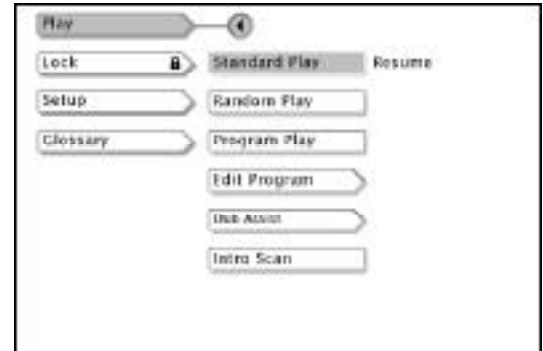 Play
Lock
Standard Play
Resume
Setup
Random Play
Glossary
Program Play
Edit Program
Dub Assist
Intro Scan